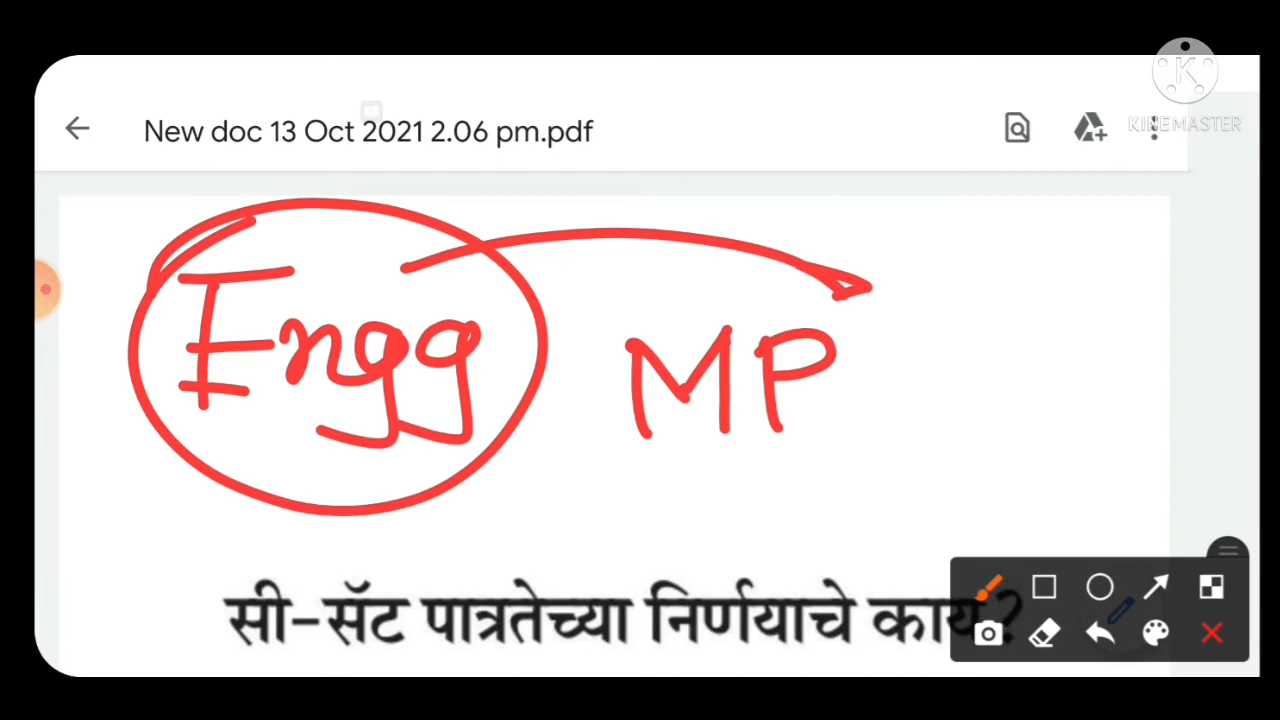 New doc 13 Oct 2021 2.06 pm.pdf
KINEMASTER
Engg MP
सी-सॅट पात्रतेच्या निर्णयाचे काय?